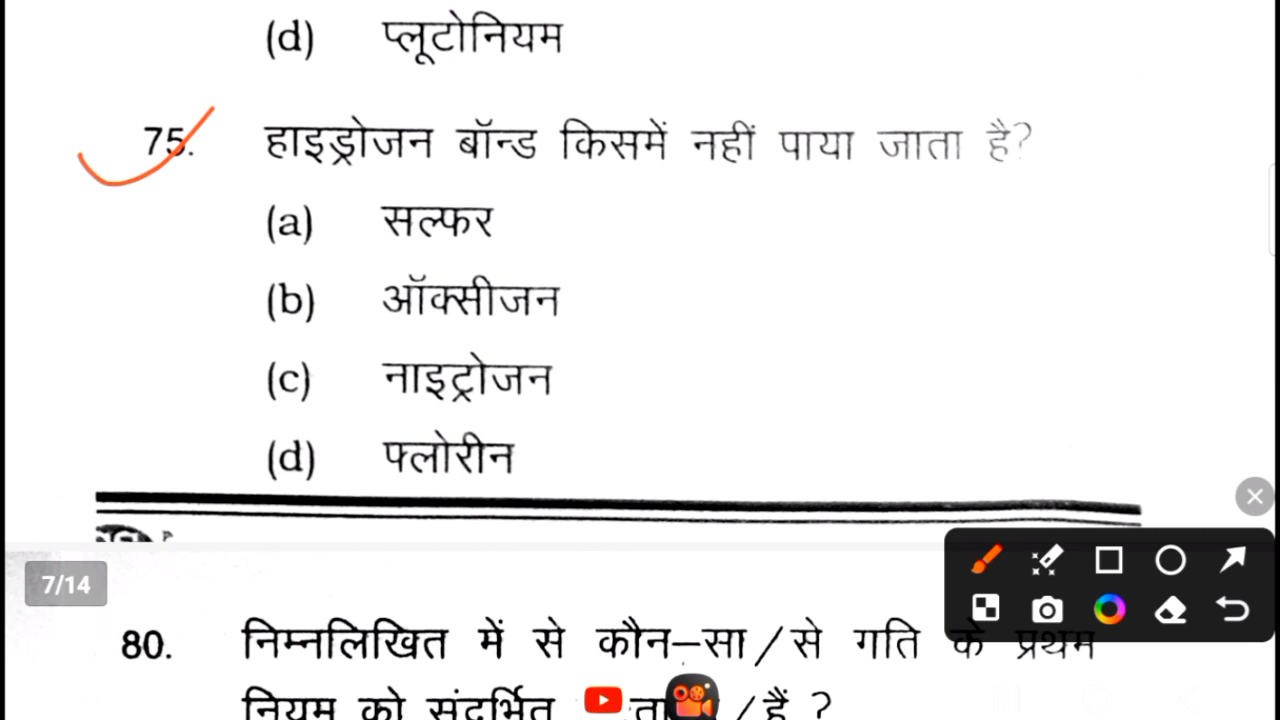 (d) प्लूटोनियम
75. हाइड्रोजन बॉन्ड किसमें नहीं पाया जाता है?
(a) सल्फर
(b) ऑक्सीजन
(c) नाइट्रोजन
(d) फ्लोरीन
7/14
80. निम्नलिखित में से कौन–सा / से गति के प्रथम
नियम को संदर्भित / हैं ?